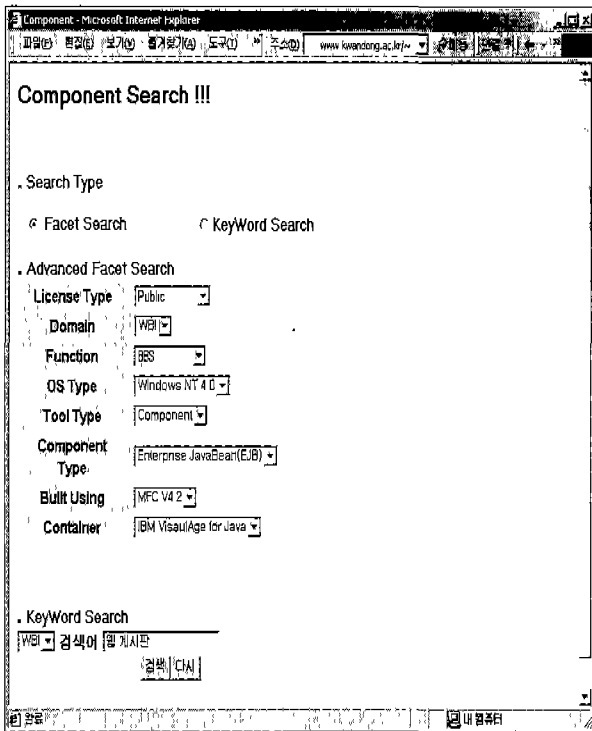 Component - Microsoft Internet Explorer
파일(F) 편집(E) 보기(V) 즐겨찾기(A) 도구(T) » 주소(D) www.kwandong.ac.kr/~
Component Search !!!
. Search Type
Facet Search KeyWord Search
. Advanced Facet Search
License Type Public
Domain WBI
Function BBS
OS Type Windows NT 4.0
Tool Type Component
Component Type Enterprise JavaBean(EJB)
Built Using MFC V4.2
Container IBM VisaulAge for Java
. KeyWord Search
WBI 검색어 웹 게시판
검색 다시
완료 내 컴퓨터